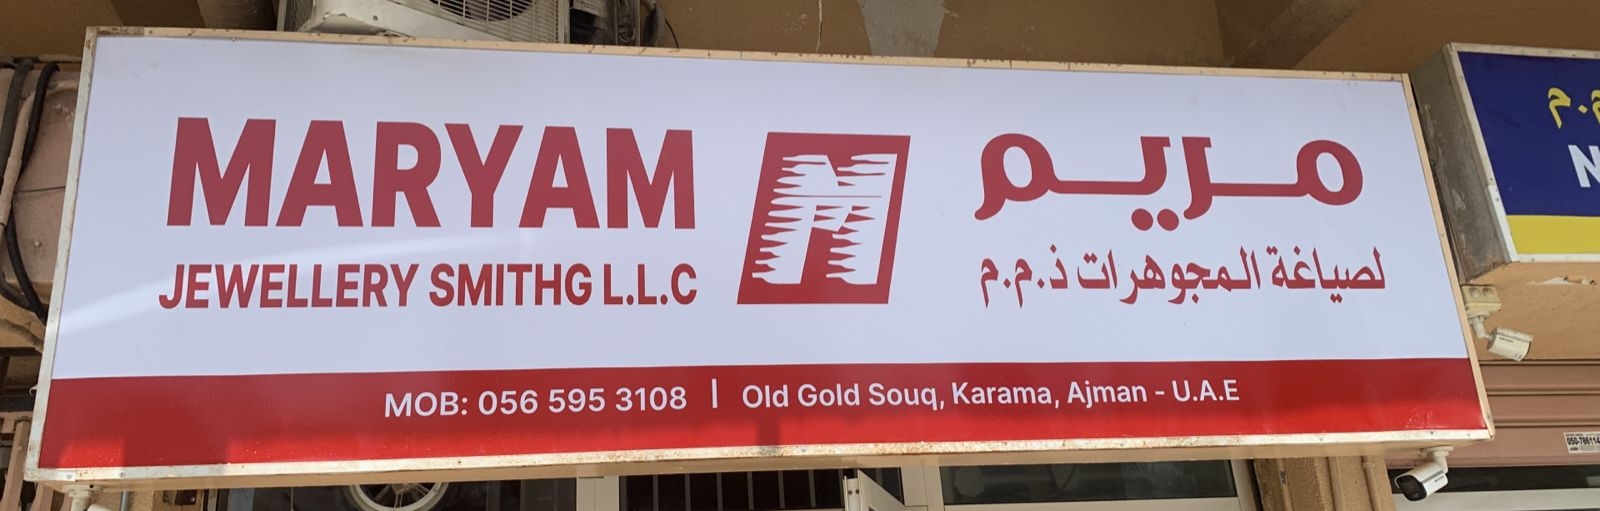 MARYAM
JEWELLERY SMITHG L.L.C
مريم
لصياغة المجوهرات ذ.م.م
MOB: 056 595 3108 | Old Gold Souq, Karama, Ajman - U.A.E